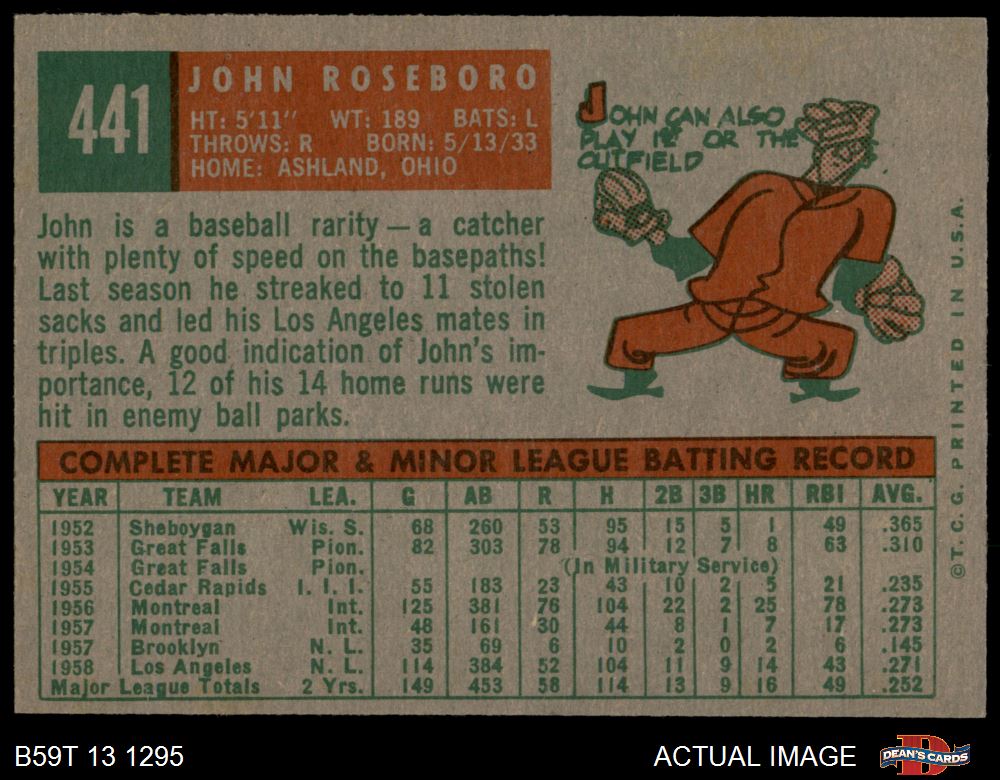 441
JOHN ROSEBORO
HT: 5'11" WT: 189 BATS: L
THROWS: R BORN: 5/13/33
HOME: ASHLAND, OHIO
JOHN CAN ALSO
PLAY 1ST OR THE
OUTFIELD
John is a baseball rarity — a catcher
with plenty of speed on the basepaths!
Last season he streaked to 11 stolen
sacks and led his Los Angeles mates in
triples. A good indication of John's im-
portance, 12 of his 14 home runs were
hit in enemy ball parks.
COMPLETE MAJOR & MINOR LEAGUE BATTING RECORD
YEAR TEAM LEA. G AB R H 2B 3B HR RBI AVG.
1952 Sheboygan Wis. S. 68 260 53 95 15 5 1 49 .365
1953 Great Falls Pion. 82 303 78 94 12 7 8 63 .310
1954 Great Falls Pion. (In Military Service)
1955 Cedar Rapids I. I. I. 55 183 23 43 10 2 5 21 .235
1956 Montreal Int. 125 381 76 104 22 2 25 78 .273
1957 Montreal Int. 48 161 30 44 8 1 7 17 .273
1957 Brooklyn N. L. 35 69 6 10 2 0 2 6 .145
1958 Los Angeles N. L. 114 384 52 104 11 9 14 43 .271
Major League Totals 2 Yrs. 149 453 58 114 13 9 16 49 .252
©T. C. G. PRINTED IN U.S.A.
B59T 13 1295
ACTUAL IMAGE
DEAN'S CARDS